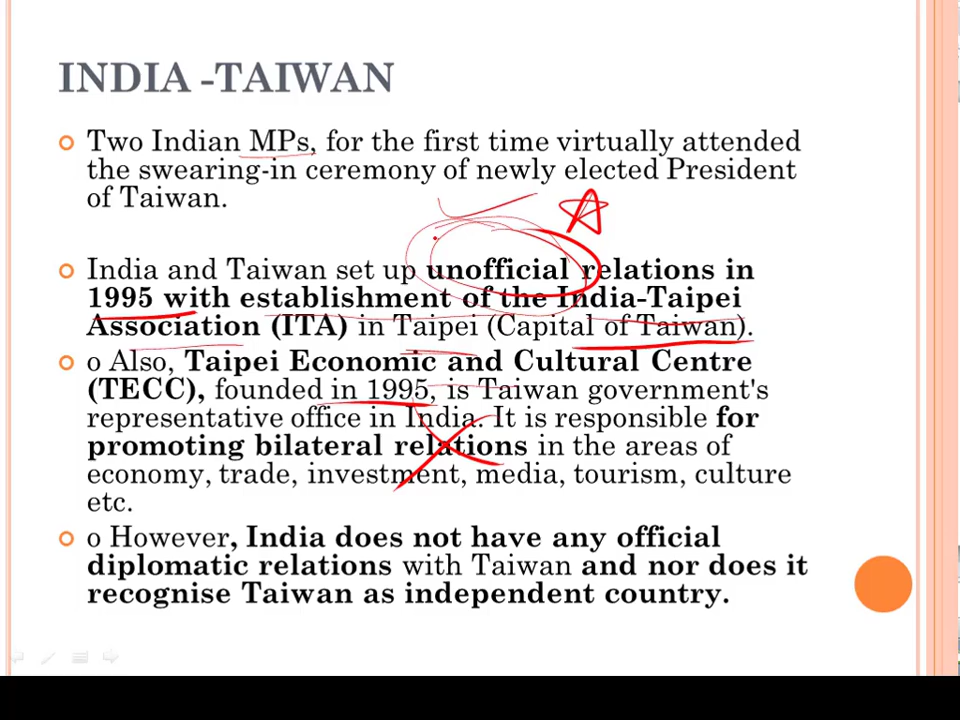 INDIA -TAIWAN
Two Indian MPs, for the first time virtually attended
the swearing-in ceremony of newly elected President
of Taiwan.
India and Taiwan set up unofficial relations in
1995 with establishment of the India-Taipei
Association (ITA) in Taipei (Capital of Taiwan).
o Also, Taipei Economic and Cultural Centre
(TECC), founded in 1995, is Taiwan government's
representative office in India. It is responsible for
promoting bilateral relations in the areas of
economy, trade, investment, media, tourism, culture
etc.
o However, India does not have any official
diplomatic relations with Taiwan and nor does it
recognise Taiwan as independent country.